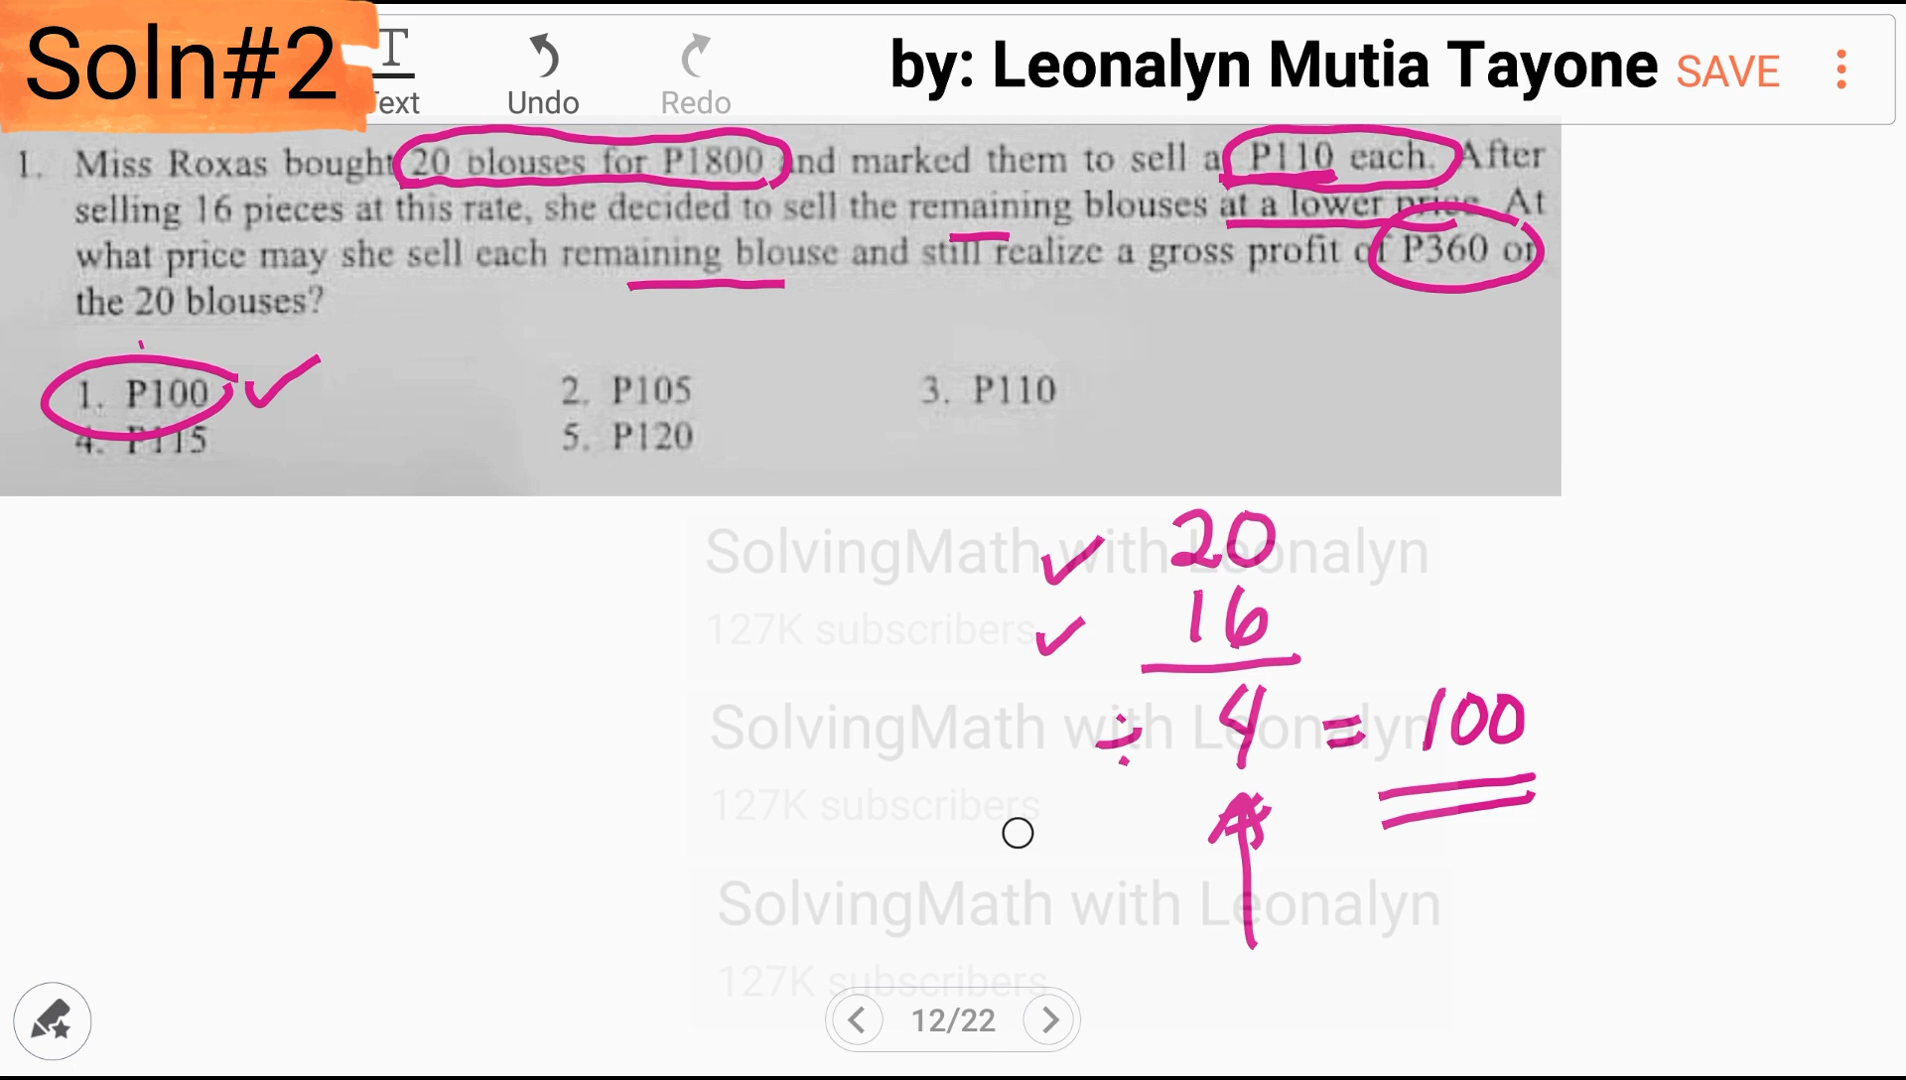 Soln#2
Text
Undo
Redo
by: Leonalyn Mutia Tayone
SAVE
1. Miss Roxas bought 20 blouses for P1800 and marked them to sell a P110 each. After
selling 16 pieces at this rate, she decided to sell the remaining blouses at a lower price. At
what price may she sell each remaining blouse and still realize a gross profit of P360 on
the 20 blouses?
1. P100
2. P105
3. P110
4. P115
5. P120
SolvingMath with Leonalyn
127K subscribers
20
16
÷ 4 = 100
SolvingMath with Leonalyn
127K subscribers
SolvingMath with Leonalyn
127K subscribers
12/22